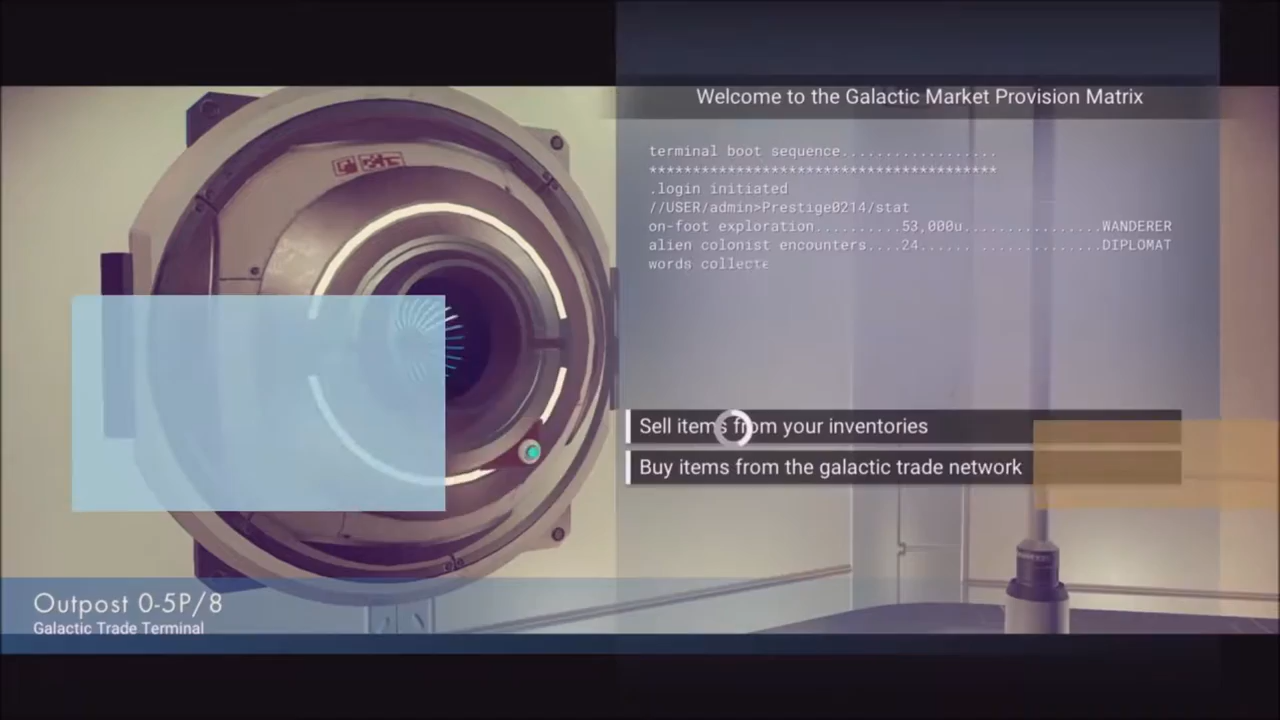 Welcome to the Galactic Market Provision Matrix
terminal boot sequence..................
****************************************
.login initiated
//USER/admin>Prestige0214/stat
on-foot exploration..........53,000u................WANDERER
alien colonist encounters....24.....................DIPLOMAT
words collecte
Sell items from your inventories
Buy items from the galactic trade network
Outpost 0-5P/8
Galactic Trade Terminal